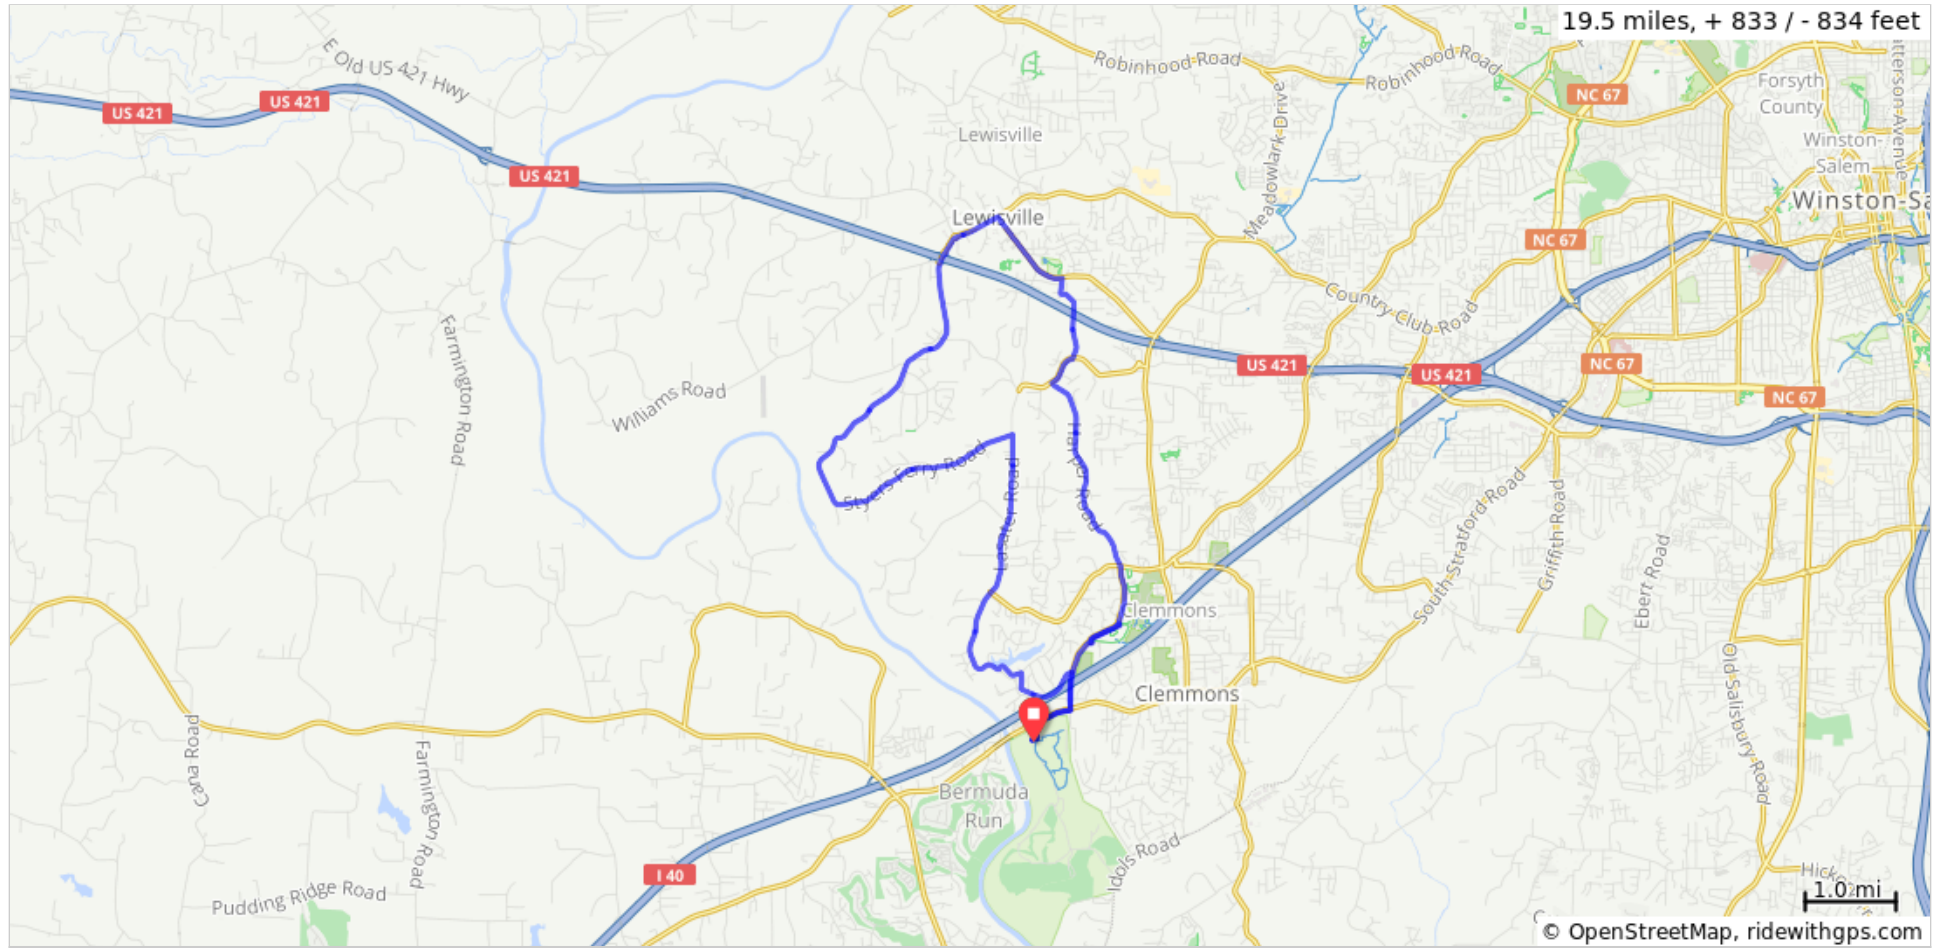 19.5 miles, + 833 / - 834 feet
E Old US 421 Hwy
Robinhood Road
Robinhood Road
US 421
US 421
NC 67
Forsyth
County
Meadowlark Drive
Lewisville
Winston-
Salem
US 421
Winston-Sa
Lewisville
NC 67
Country Club Road
Farmington Road
US 421
US 421
NC 67
NC 67
Williams Road
Harper Road
Styers Ferry Road
Lasater Road
South Stratford Road
Griffith Road
Ebert Road
Clemmons
Clemmons
Old Salisbury Road
Cana Road
Farmington Road
Bermuda
Run
Idols Road
I 40
Pudding Ridge Road
1.0 mi
© OpenStreetMap, ridewithgps.com